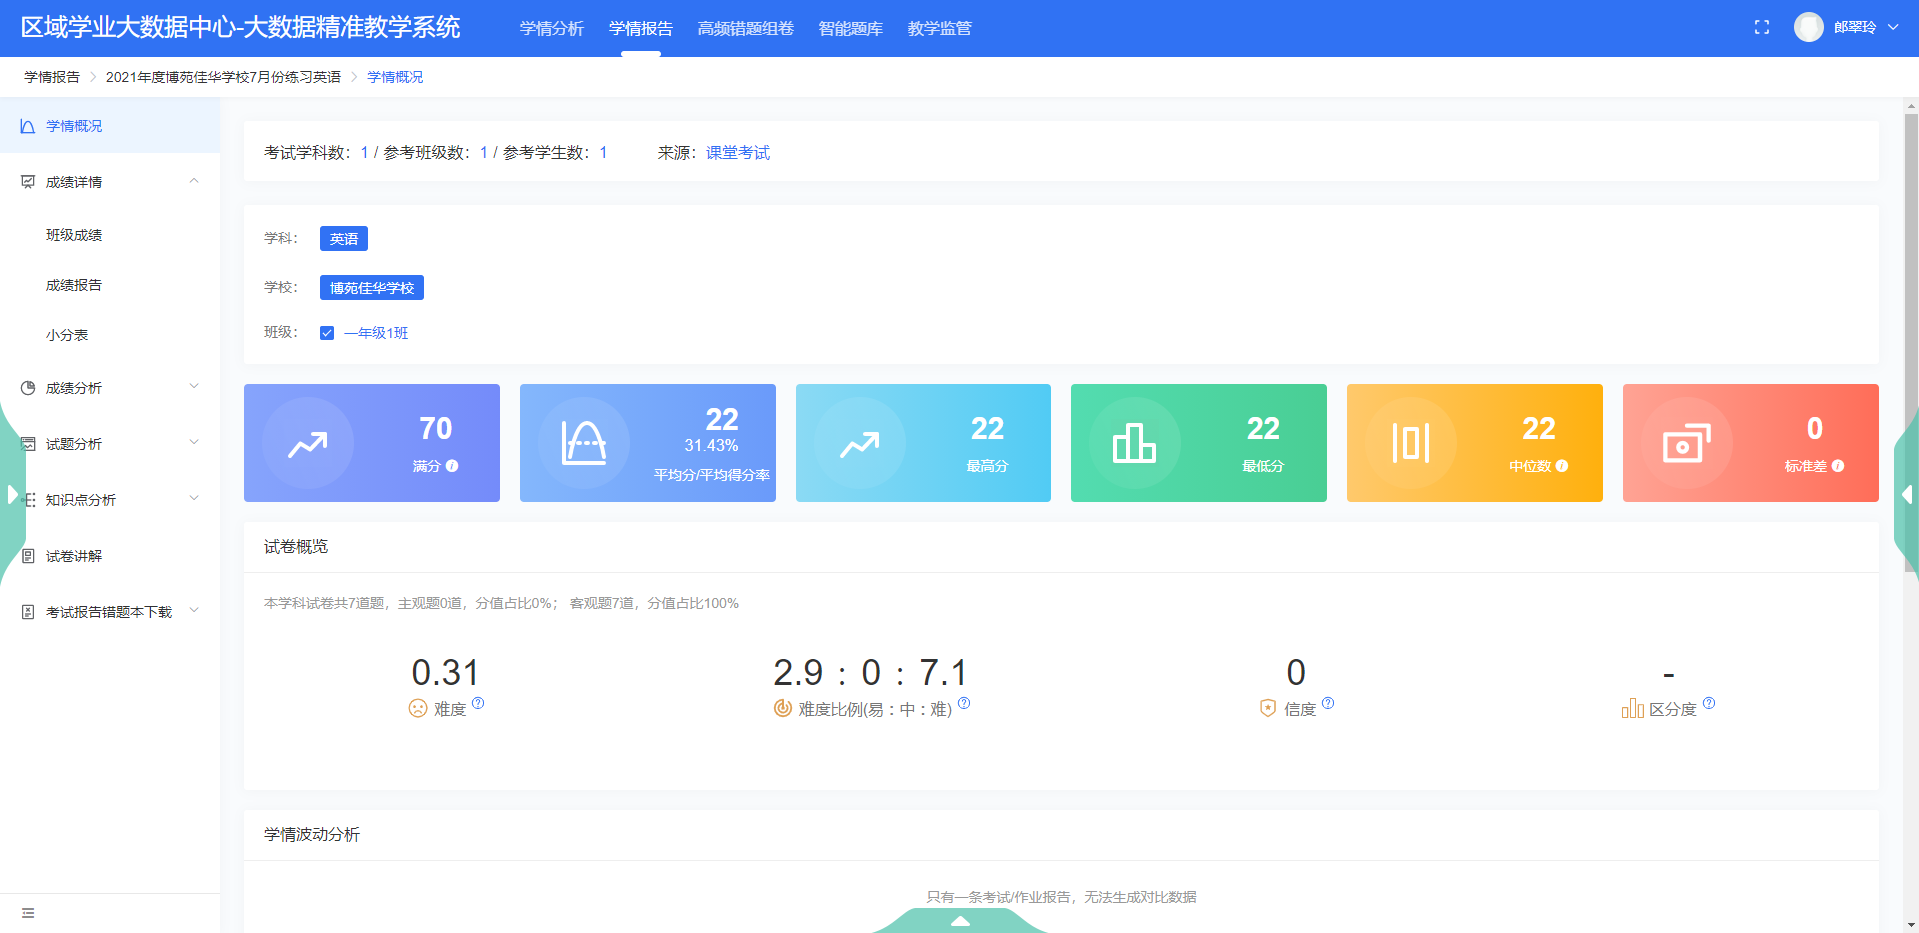 区域学业大数据中心-大数据精准教学系统
学情分析 学情报告 高频错题组卷 智能题库 教学监管
郎翠玲
学情报告 > 2021年度博苑佳华学校7月份练习英语 > 学情概况
学情概况
成绩详情
班级成绩
成绩报告
小分表
成绩分析
试题分析
知识点分析
试卷讲解
考试报告错题本下载
考试学科数：1 / 参考班级数：1 / 参考学生数：1 来源：课堂考试
学科： 英语
学校： 博苑佳华学校
班级： 一年级1班
70
满分
22
31.43%
平均分/平均得分率
22
最高分
22
最低分
22
中位数
0
标准差
试卷概览
本学科试卷共7道题，主观题0道，分值占比0%； 客观题7道，分值占比100%
0.31
难度
2.9 : 0 : 7.1
难度比例(易：中：难)
0
信度
-
区分度
学情波动分析
只有一条考试/作业报告，无法生成对比数据